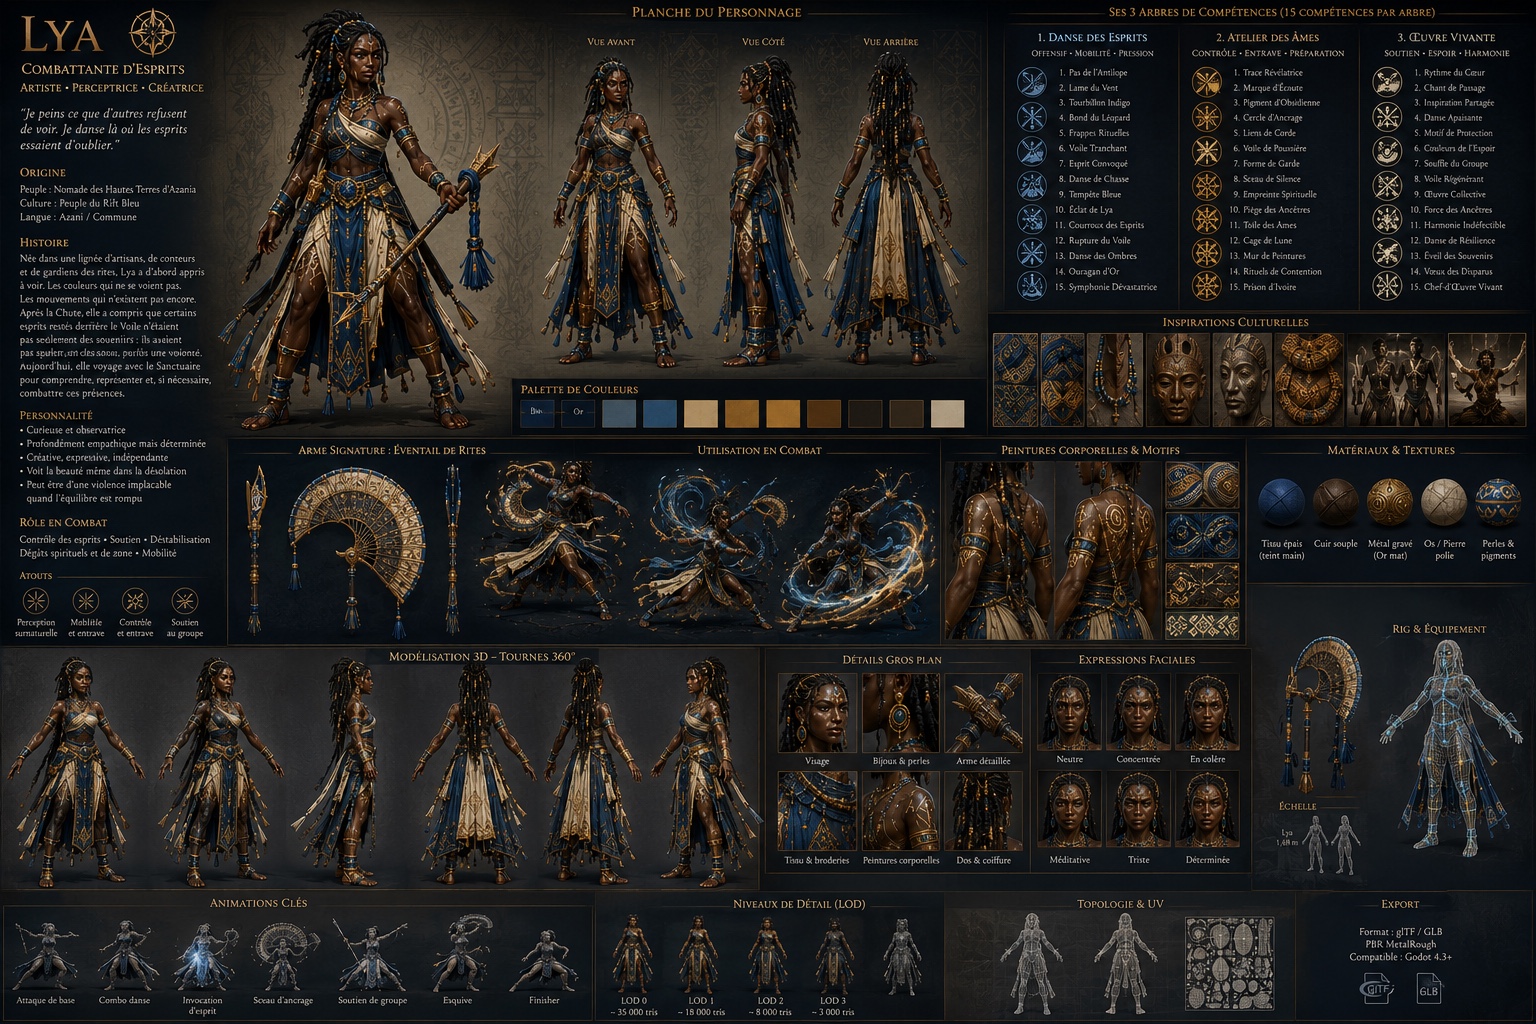 LYA
COMBATTANTE D'ESPRITS
ARTISTE • PERCEPTRICE • CRÉATRICE
"Je peins ce que d'autres refusent
de voir. Je danse là où les esprits
essaient d'oublier."
ORIGINE
Peuple : Nomade des Hautes Terres d'Azania
Culture : Peuple du Rift Bleu
Langue : Azani / Commune
HISTOIRE
Née dans une lignée d'artisans, de conteurs
et de gardiens des rites, Lya a d'abord appris
à voir. Les couleurs qui ne se voient pas.
Les mouvements qui n'existent pas encore.
Après la Chute, elle a compris que certains
esprits restés derrière le Voile n'étaient
pas seulement des souvenirs : ils avaient
pas une volonté.
Aujourd'hui, elle voyage avec le Sanctuaire
pour comprendre, représenter et, si nécessaire,
combattre ces présences.
PERSONNALITÉ
• Curieuse et observatrice
• Profondément empathique mais déterminée
• Créative, expressive, indépendante
• Voit la beauté même dans la désolation
• Peut être d'une violence implacable
quand l'équilibre est rompu
RÔLE EN COMBAT
Contrôle des esprits • Soutien • Déstabilisation
Dégâts spirituels et de zone • Mobilité
ATOUTS
Perception
surnaturelle
Mobilité
et entrave
Contrôle
et entrave
Soutien
au groupe
PLANCHE DU PERSONNAGE
VUE AVANT
VUE CÔTÉ
VUE ARRIÈRE
PALETTE DE COULEURS
Or
SES 3 ARBRES DE COMPÉTENCES (15 COMPÉTENCES PAR ARBRE)
1. DANSE DES ESPRITS
OFFENSIF • MOBILITÉ • PRESSION
1. Pas de l'Antilope
2. Lame du Vent
3. Tourbillon Indigo
4. Bond du Léopard
5. Frappes Rituelles
6. Voile Tranchant
7. Esprit Convoqué
8. Danse de Chasse
9. Tempête Bleue
10. Éclat de Lya
11. Courroux des Esprits
12. Rupture du Voile
13. Danse des Ombres
14. Ouragan d'Or
15. Symphonie Dévastatrice
2. ATELIER DES ÂMES
CONTRÔLE • ENTRAVE • PRÉPARATION
1. Trace Révélatrice
2. Marque d'Écoute
3. Pigment d'Obsidienne
4. Cercle d'Ancrage
5. Liens de Corde
6. Voile de Poussière
7. Forme de Garde
8. Sceau de Silence
9. Empreinte Spirituelle
10. Piège des Ancêtres
11. Toile des Ames
12. Cage de Lune
13. Mur de Peintures
14. Rituels de Contention
15. Prison d'Ivoire
3. ŒUVRE VIVANTE
SOUTIEN • ESPOIR • HARMONIE
1. Rythme du Cœur
2. Chant de Passage
3. Inspiration Partagée
4. Danse Apaisante
5. Motif de Protection
6. Couleurs de l'Espoir
7. Souffle du Groupe
8. Voile Régénérant
9. Œuvre Collective
10. Force des Ancêtres
11. Harmonie Indéfectible
12. Danse de Résilience
13. Éveil des Souvenirs
14. Vœux des Disparus
15. Chef-d'Œuvre Vivant
INSPIRATIONS CULTURELLES
ARME SIGNATURE : ÉVENTAIL DE RITES
UTILISATION EN COMBAT
PEINTURES CORPORELLES & MOTIFS
MATÉRIAUX & TEXTURES
Tissu épais
(teint main)
Cuir souple
Métal gravé
(Or mat)
Os / Pierre
polie
Perles &
pigments
MODÉLISATION 3D – TOURNES 360°
DÉTAILS GROS PLAN
Visage
Bijoux & perles
Arme détaillée
Tissu & broderies
Peintures corporelles
Dos & coiffure
EXPRESSIONS FACIALES
Neutre
Concentrée
En colère
Méditative
Triste
Déterminée
RIG & ÉQUIPEMENT
ÉCHELLE
Lya
ANIMATIONS CLÉS
Attaque de base
Combo danse
Invocation
d'esprit
Sceau d'ancrage
Soutien de groupe
Esquive
Finisher
NIVEAUX DE DÉTAIL (LOD)
LOD 0
~ 35 000 tris
LOD 1
~ 18 000 tris
LOD 2
~ 8 000 tris
LOD 3
~ 3 000 tris
TOPOLOGIE & UV
EXPORT
Format : glTF / GLB
PBR MetalRough
Compatible : Godot 4.3+
glTF
GLB